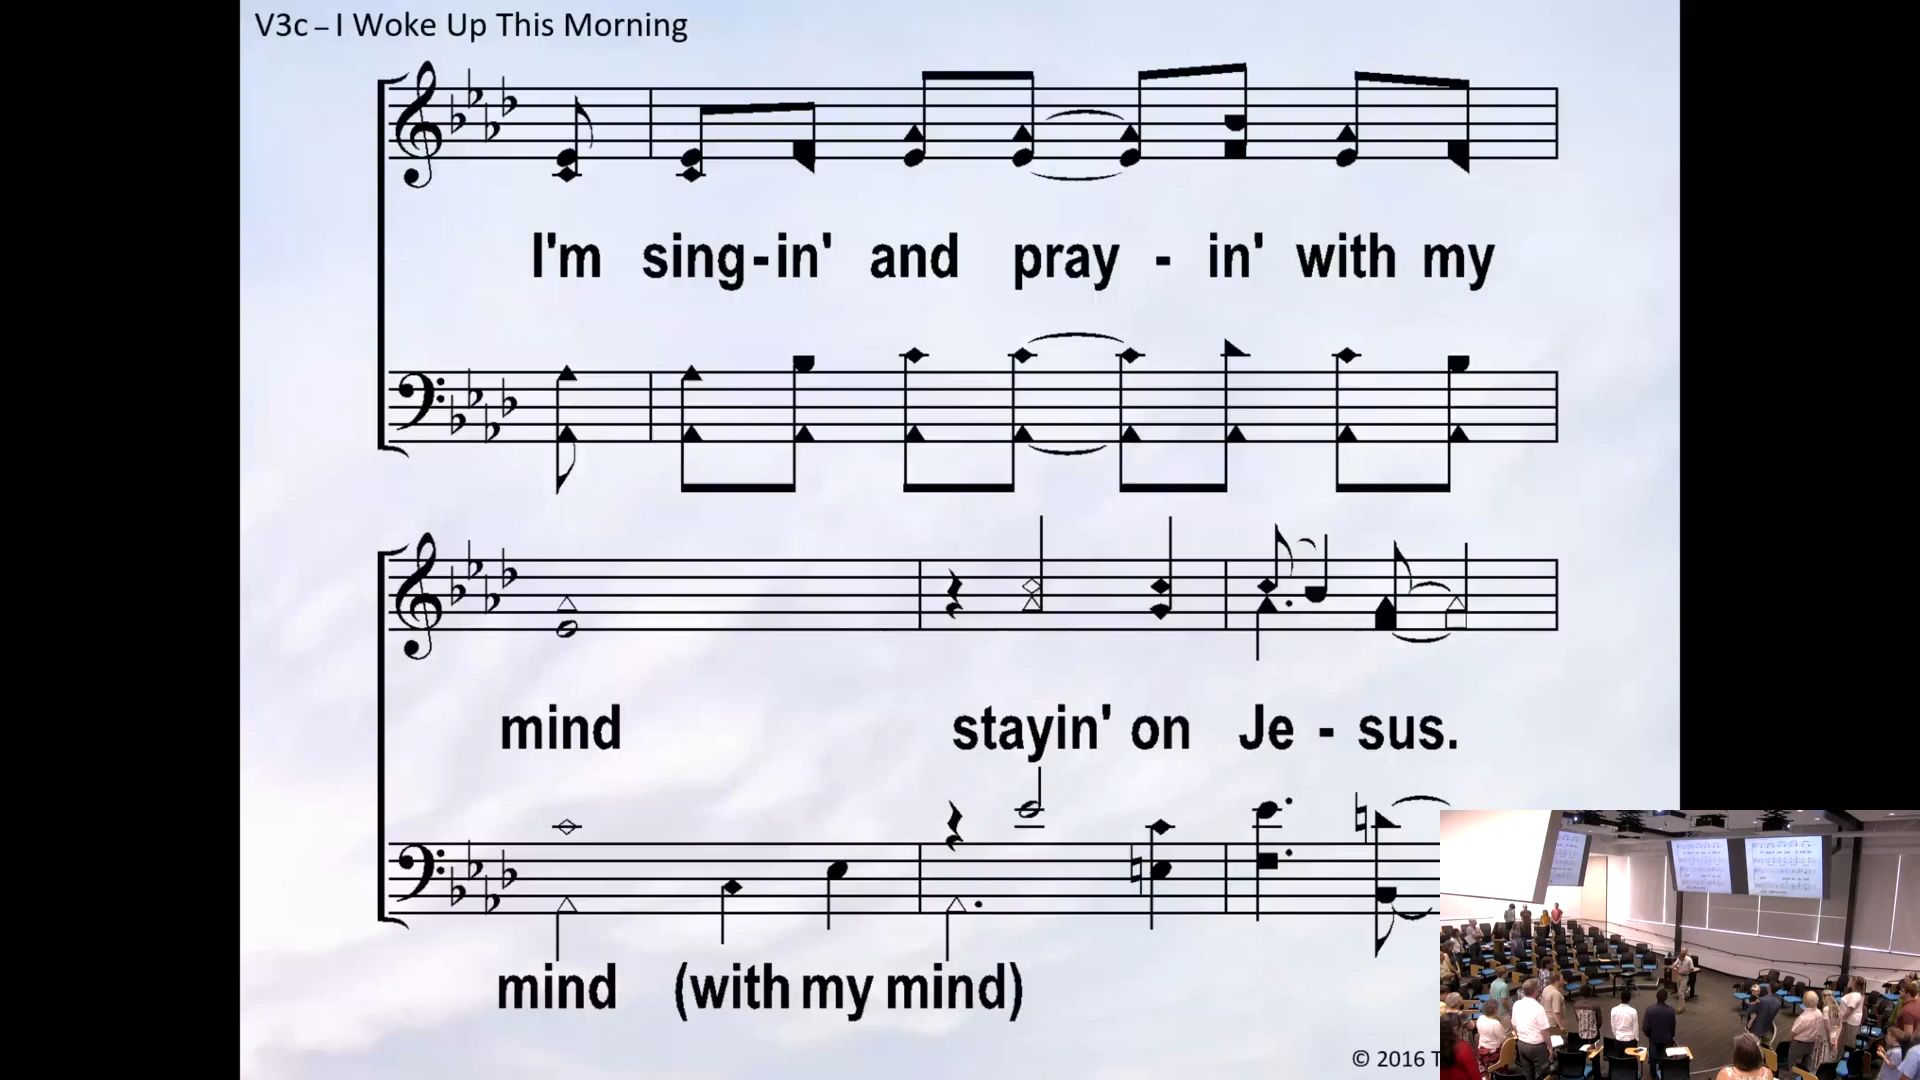 V3c – I Woke Up This Morning
I'm sing-in' and pray - in' with my
mind stayin' on Je - sus.
mind (with my mind)
© 2016 T